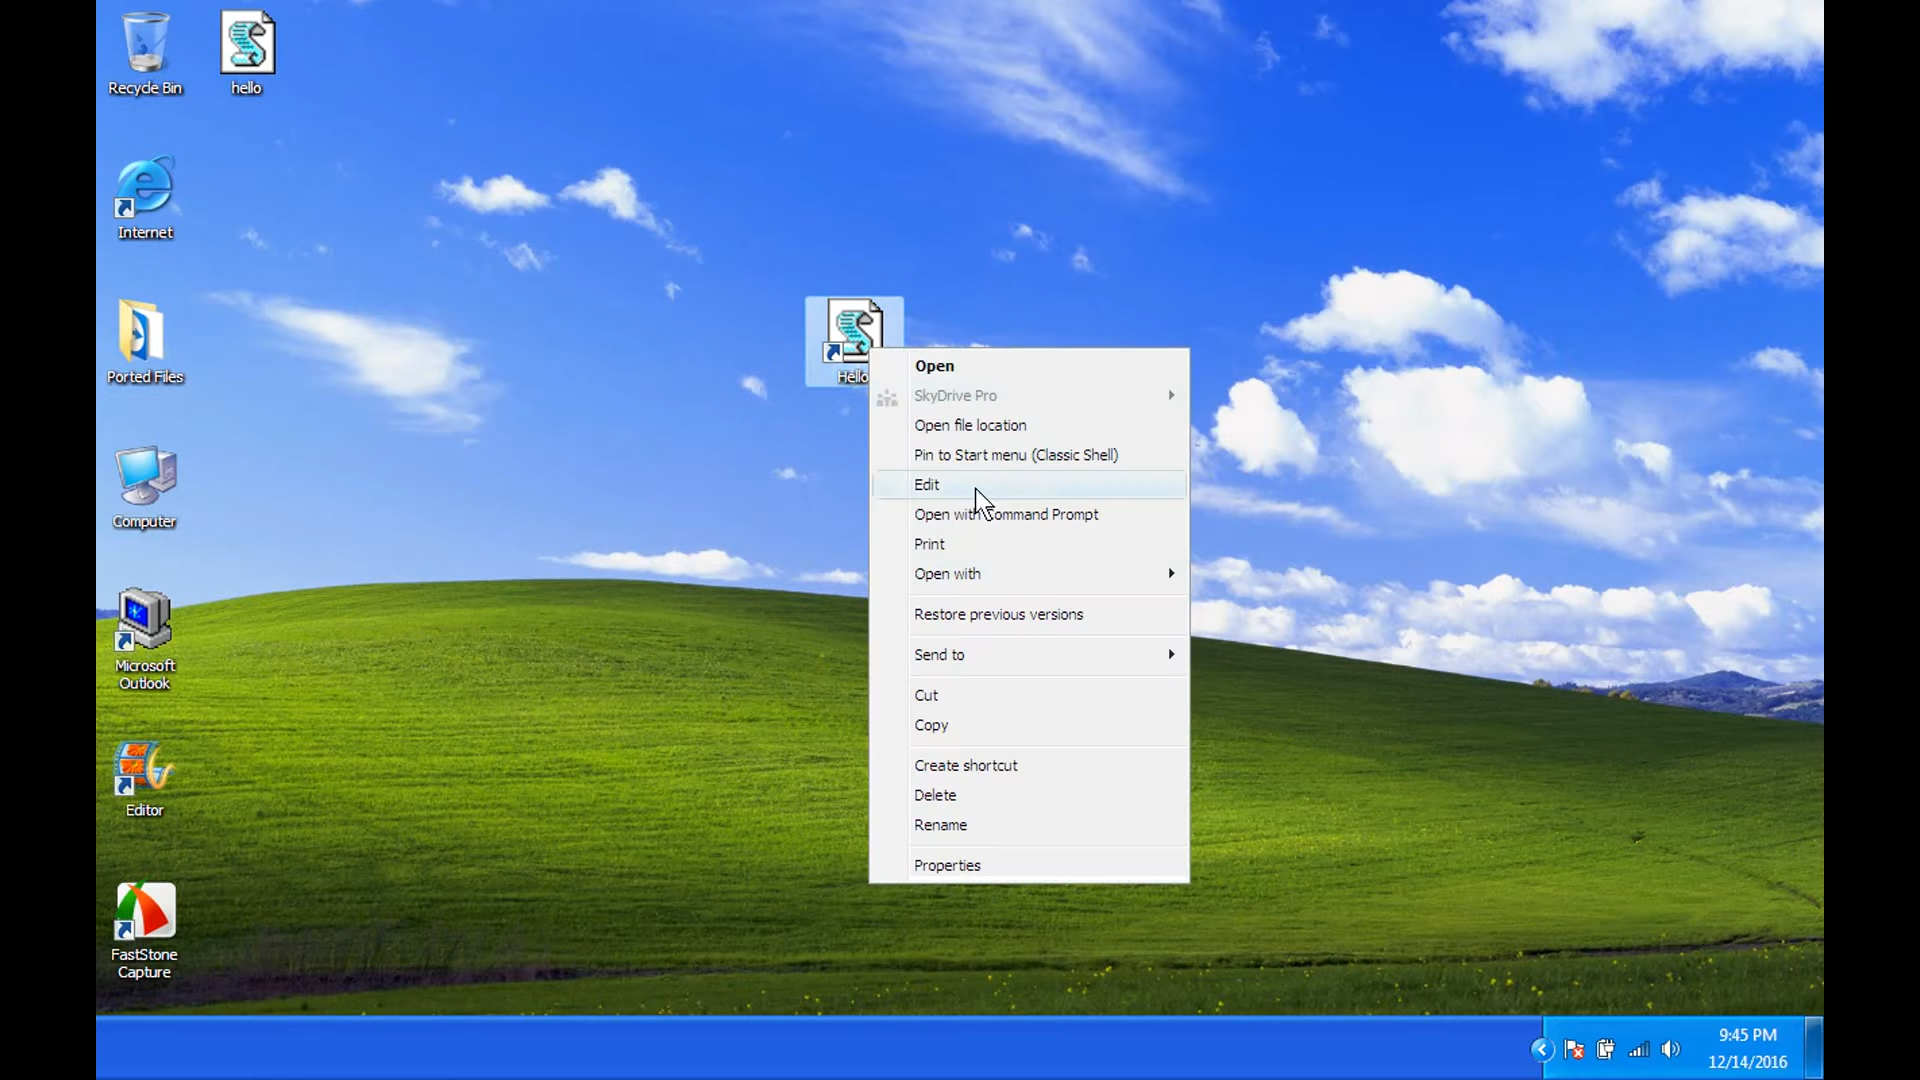 Recycle Bin
hello
Internet
Ported Files
Computer
Microsoft
Outlook
Editor
FastStone
Capture
Hello
Open
SkyDrive Pro
Open file location
Pin to Start menu (Classic Shell)
Edit
Open with Command Prompt
Print
Open with
Restore previous versions
Send to
Cut
Copy
Create shortcut
Delete
Rename
Properties
9:45 PM
12/14/2016